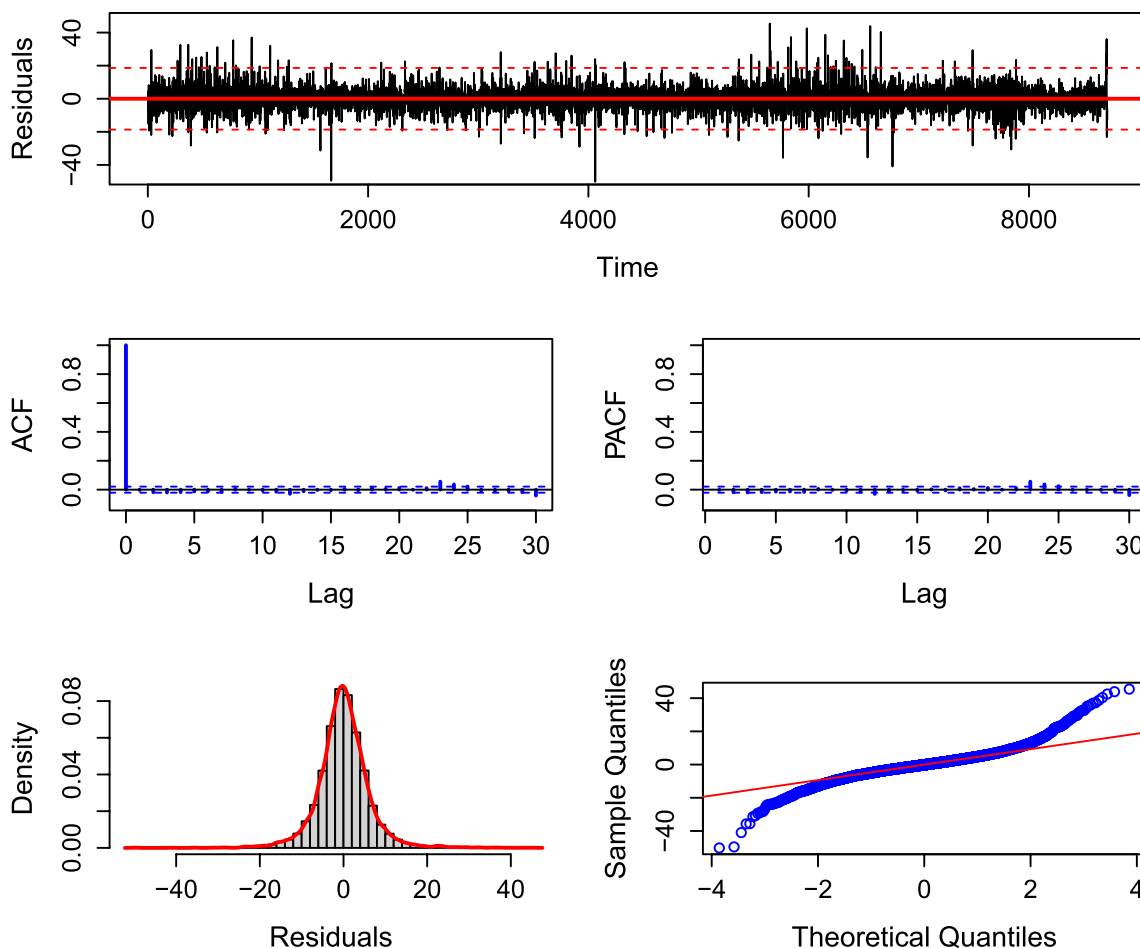 Residuals
40
0
−40
0 2000 4000 6000 8000
Time
ACF
0.8
0.4
0.0
0 5 10 15 20 25 30
Lag
PACF
0.8
0.4
0.0
0 5 10 15 20 25 30
Lag
Density
0.08
0.04
0.00
−40 −20 0 20 40
Residuals
Sample Quantiles
40
0
−40
−4 −2 0 2 4
Theoretical Quantiles